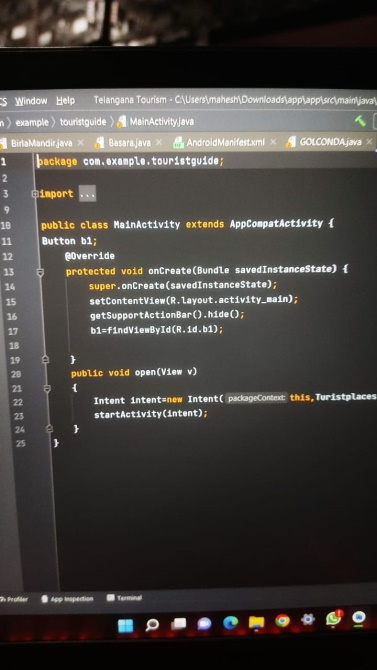 Window Help Telangana Tourism - C:\Users\mahesh\Downloads\app\app\src\main\java\
example touristguide MainActivity.java
BirlaMandir.java Basara.java AndroidManifest.xml GOLCONDA.java
1 package com.example.touristguide;
2
3 import ...
9
10 public class MainActivity extends AppCompatActivity {
11 Button b1;
12 @Override
13 protected void onCreate(Bundle savedInstanceState) {
14 super.onCreate(savedInstanceState);
15 setContentView(R.layout.activity_main);
16 getSupportActionBar().hide();
17 b1=findViewById(R.id.b1);
18
19 }
20 public void open(View v)
21 {
22 Intent intent=new Intent( packageContext: this,Turistplaces
23 startActivity(intent);
24 }
25 }
Profiler App Inspection Terminal